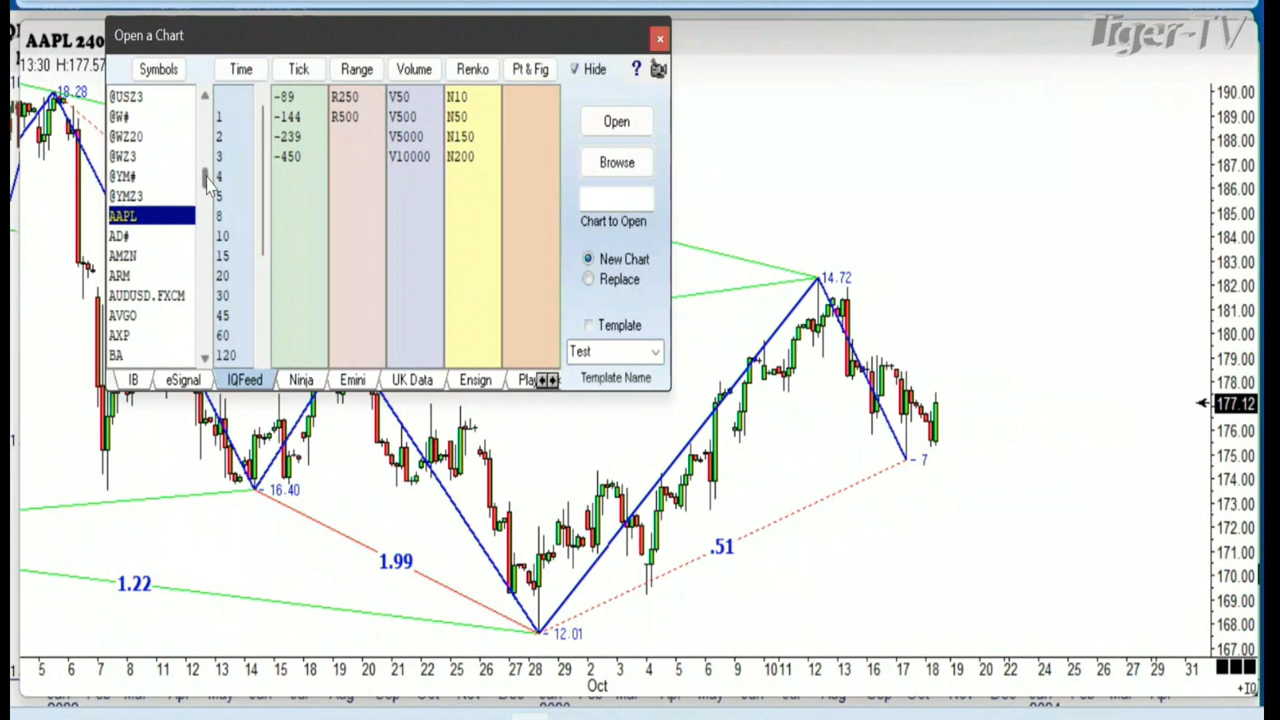 Tiger-TV
Open a Chart
AAPL 240
13:30 H:177.57
Symbols Time Tick Range Volume Renko Pt & Fig Hide ?
@USZ3 -89 R250 V50 N10
@W# 1 -144 R500 V500 N50
@WZ20 2 -239 V5000 N150
@WZ3 3 -450 V10000 N200
@YM# 4
@YMZ3 5
AAPL 8
AD# 10
AMZN 15
ARM 20
AUDUSD.FXCM 30
AVGO 45
AXP 60
BA 120
Open
Browse
Chart to Open
New Chart
Replace
Template
Test
Template Name
IB eSignal IQFeed Ninja Emini UK Data Ensign
18.28
16.40
1.22
1.99
12.01
.51
14.72
7
190.00
189.00
188.00
187.00
186.00
185.00
184.00
183.00
182.00
181.00
180.00
179.00
178.00
177.12
176.00
175.00
174.00
173.00
172.00
171.00
170.00
169.00
168.00
167.00
5 6 7 8 11 12 13 14 15 18 19 20 21 22 25 26 27 28 29 2 3 4 5 6 9 10 11 12 13 16 17 18 19 20 22 23 24 25 26 27 28 29 31
Oct
+IQ